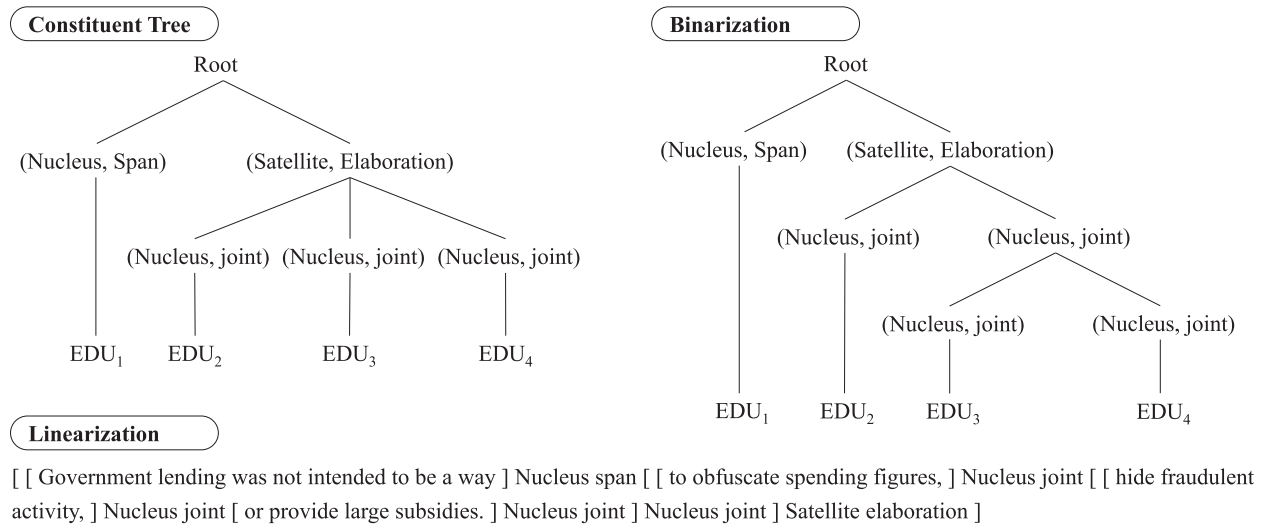 Constituent Tree
Root
(Nucleus, Span) (Satellite, Elaboration)
(Nucleus, joint) (Nucleus, joint) (Nucleus, joint)
EDU₁ EDU₂ EDU₃ EDU₄
Binarization
Root
(Nucleus, Span) (Satellite, Elaboration)
(Nucleus, joint) (Nucleus, joint)
(Nucleus, joint) (Nucleus, joint)
EDU₁ EDU₂ EDU₃ EDU₄
Linearization
[ [ Government lending was not intended to be a way ] Nucleus span [ [ to obfuscate spending figures, ] Nucleus joint [ [ hide fraudulent
activity, ] Nucleus joint [ or provide large subsidies. ] Nucleus joint ] Nucleus joint ] Satellite elaboration ]